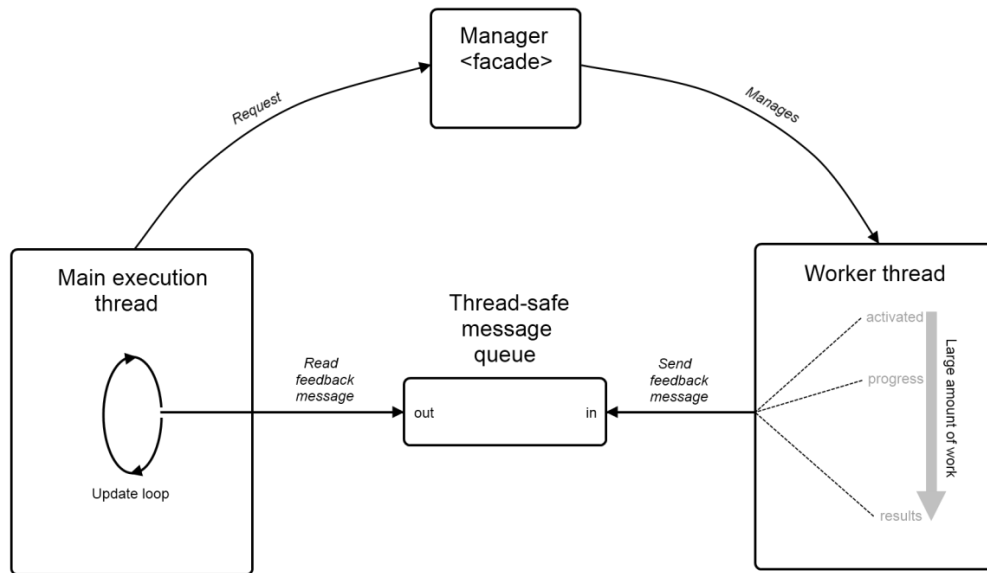 Manager
<facade>
Request
Manages
Main execution
thread
Update loop
Read
feedback
message
Thread-safe
message
queue
out
in
Send
feedback
message
Worker thread
activated
progress
results
Large amount of work